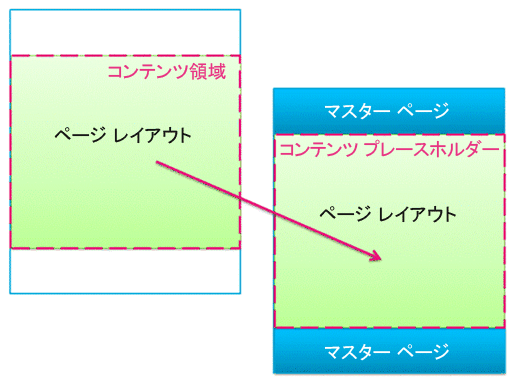 コンテンツ領域
ページ レイアウト
マスター ページ
コンテンツ プレースホルダー
ページ レイアウト
マスター ページ